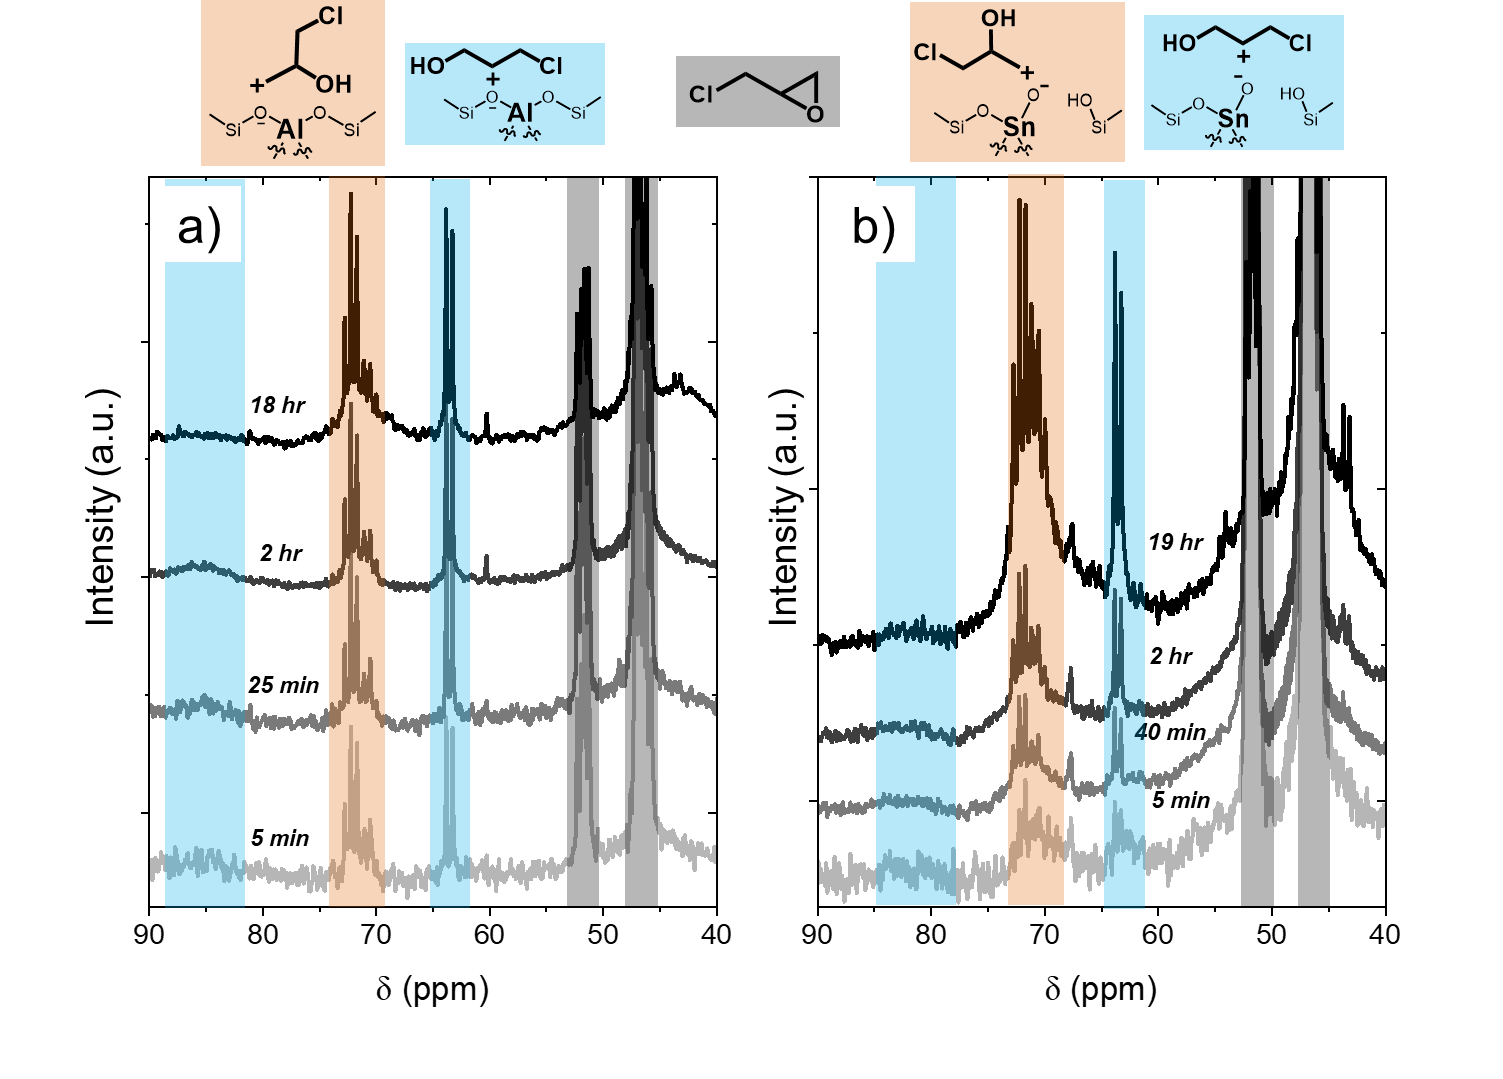 Cl
OH
+
O
-
Al
O
Si
Si
HO
Cl
+
O
-
Al
O
Si
Si
Cl
O
OH
Cl
+
O-
O
HO
Si
Sn
Si
HO
Cl
+
-
O
O
HO
Si
Sn
Si
a)
18 hr
2 hr
25 min
5 min
Intensity (a.u.)
90 80 70 60 50 40
δ (ppm)
b)
19 hr
2 hr
40 min
5 min
Intensity (a.u.)
90 80 70 60 50 40
δ (ppm)